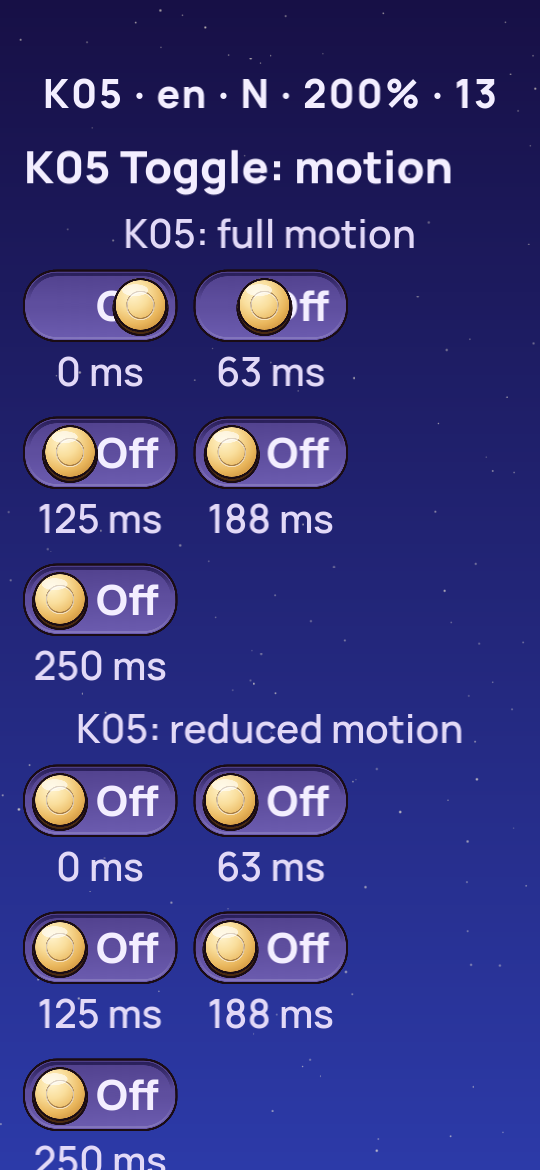 K05 · en · N · 200% · 13
K05 Toggle: motion
K05: full motion
Off
0 ms 63 ms
Off Off
125 ms 188 ms
Off
250 ms
K05: reduced motion
Off Off
0 ms 63 ms
Off Off
125 ms 188 ms
Off
250 ms